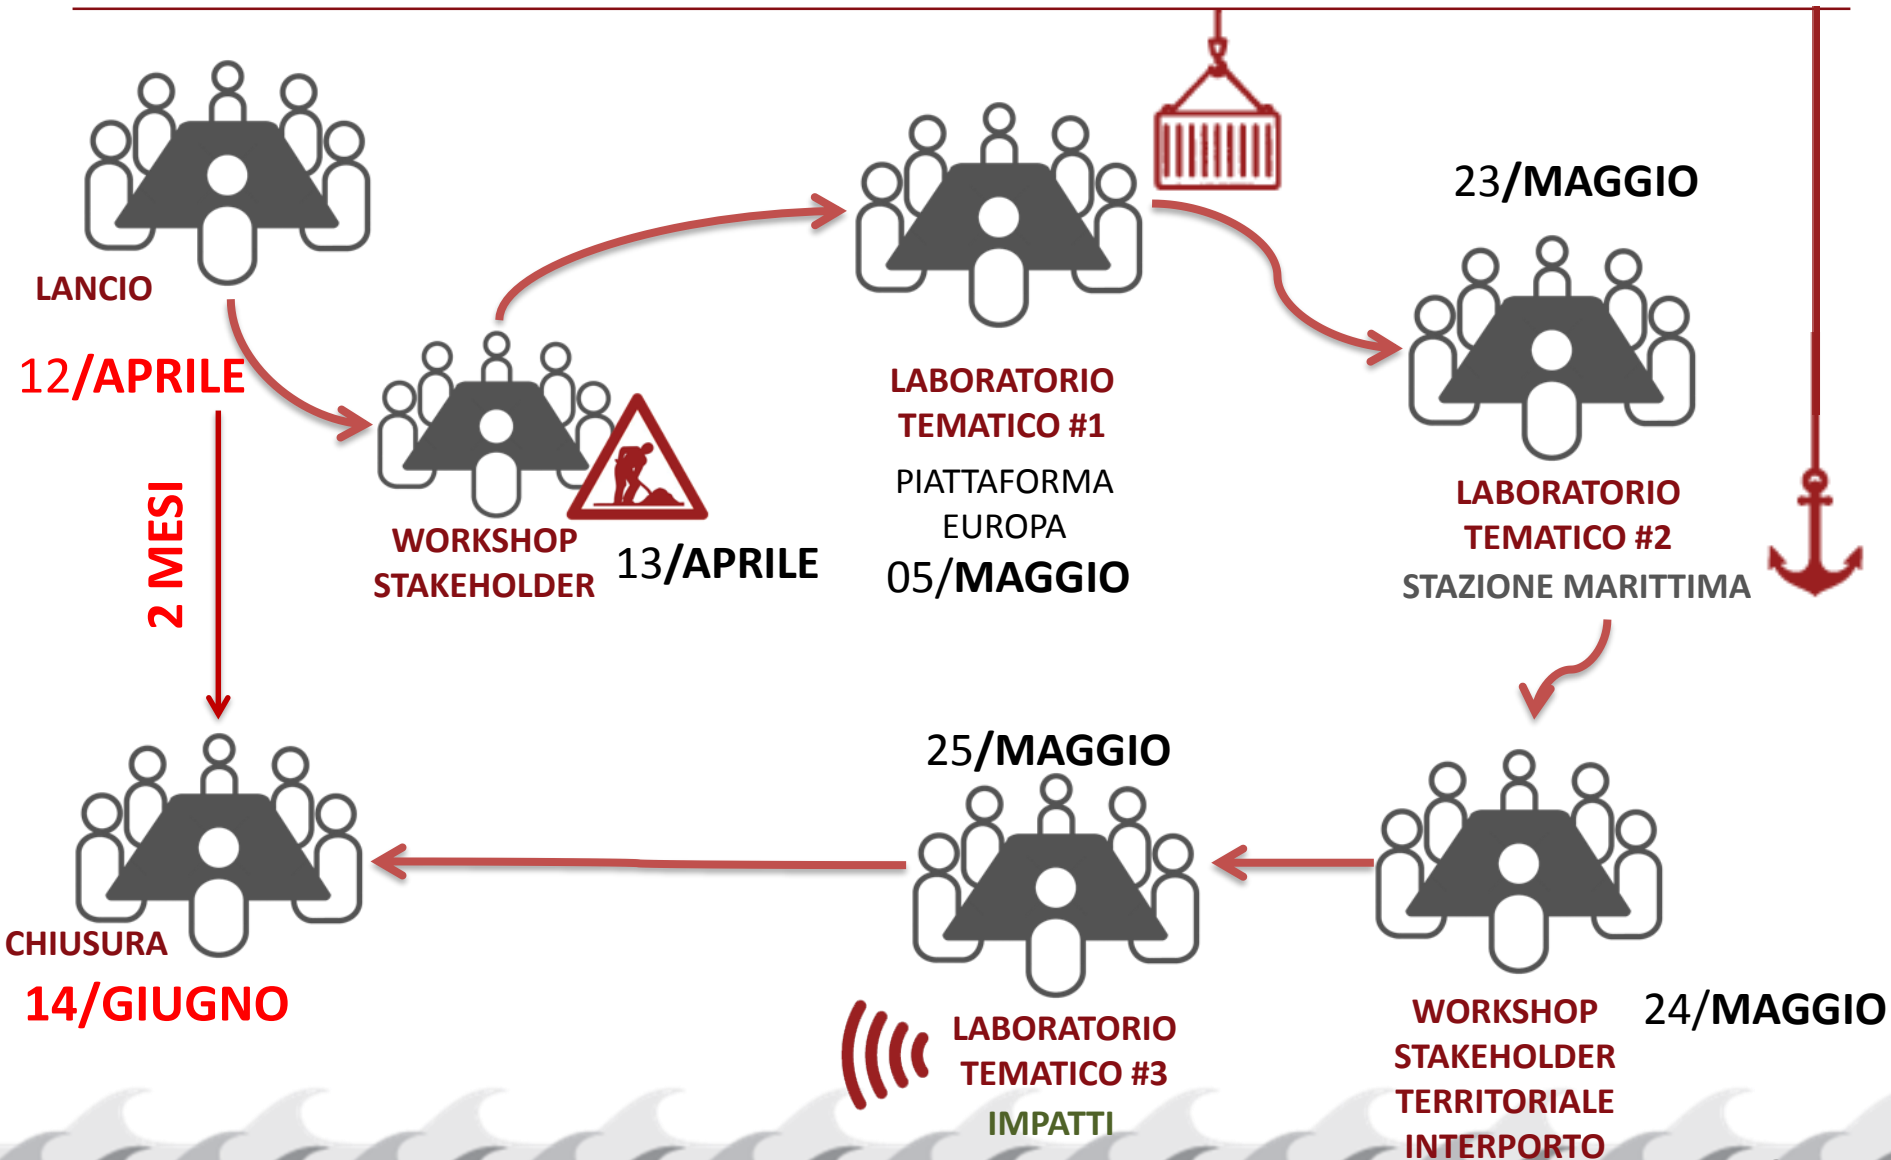 LANCIO
12/APRILE
2 MESI
WORKSHOP
STAKEHOLDER
13/APRILE
LABORATORIO
TEMATICO #1
PIATTAFORMA
EUROPA
05/MAGGIO
23/MAGGIO
LABORATORIO
TEMATICO #2
STAZIONE MARITTIMA
WORKSHOP
STAKEHOLDER
TERRITORIALE
INTERPORTO
24/MAGGIO
25/MAGGIO
LABORATORIO
TEMATICO #3
IMPATTI
CHIUSURA
14/GIUGNO